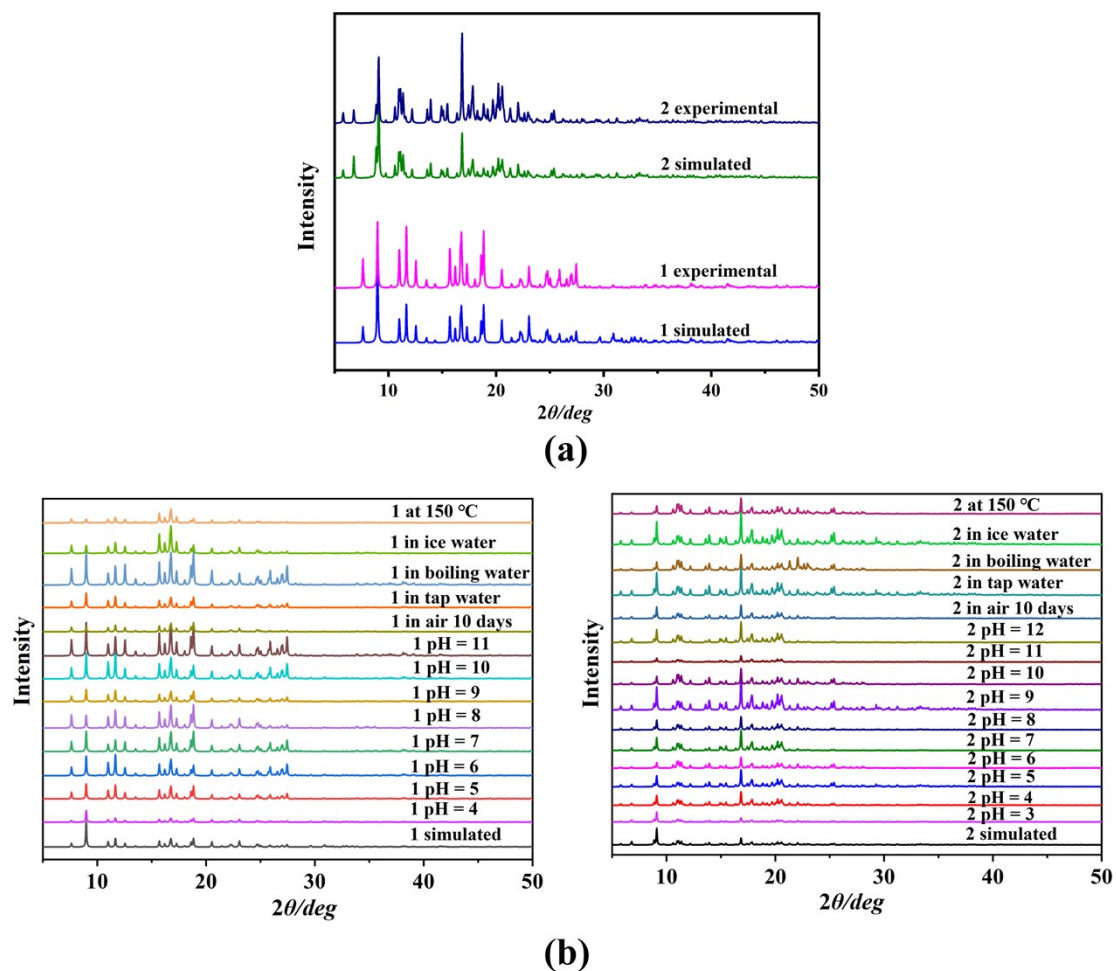 2 experimental
2 simulated
1 experimental
1 simulated
Intensity
10 20 30 40 50
2θ/deg
(a)
1 at 150 °C
1 in ice water
1 in boiling water
1 in tap water
1 in air 10 days
1 pH = 11
1 pH = 10
1 pH = 9
1 pH = 8
1 pH = 7
1 pH = 6
1 pH = 5
1 pH = 4
1 simulated
Intensity
10 20 30 40 50
2θ/deg
2 at 150 °C
2 in ice water
2 in boiling water
2 in tap water
2 in air 10 days
2 pH = 12
2 pH = 11
2 pH = 10
2 pH = 9
2 pH = 8
2 pH = 7
2 pH = 6
2 pH = 5
2 pH = 4
2 pH = 3
2 simulated
Intensity
10 20 30 40 50
2θ/deg
(b)